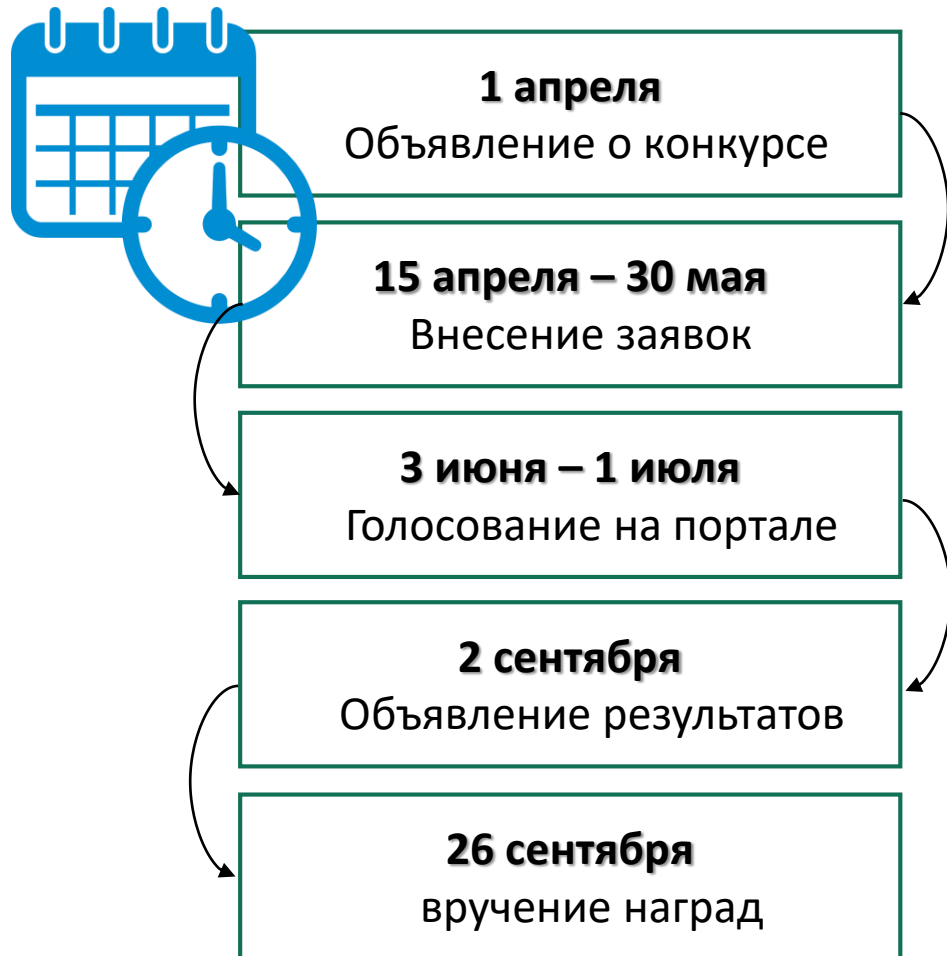 1 апреля
Объявление о конкурсе
15 апреля – 30 мая
Внесение заявок
3 июня – 1 июля
Голосование на портале
2 сентября
Объявление результатов
26 сентября
вручение наград